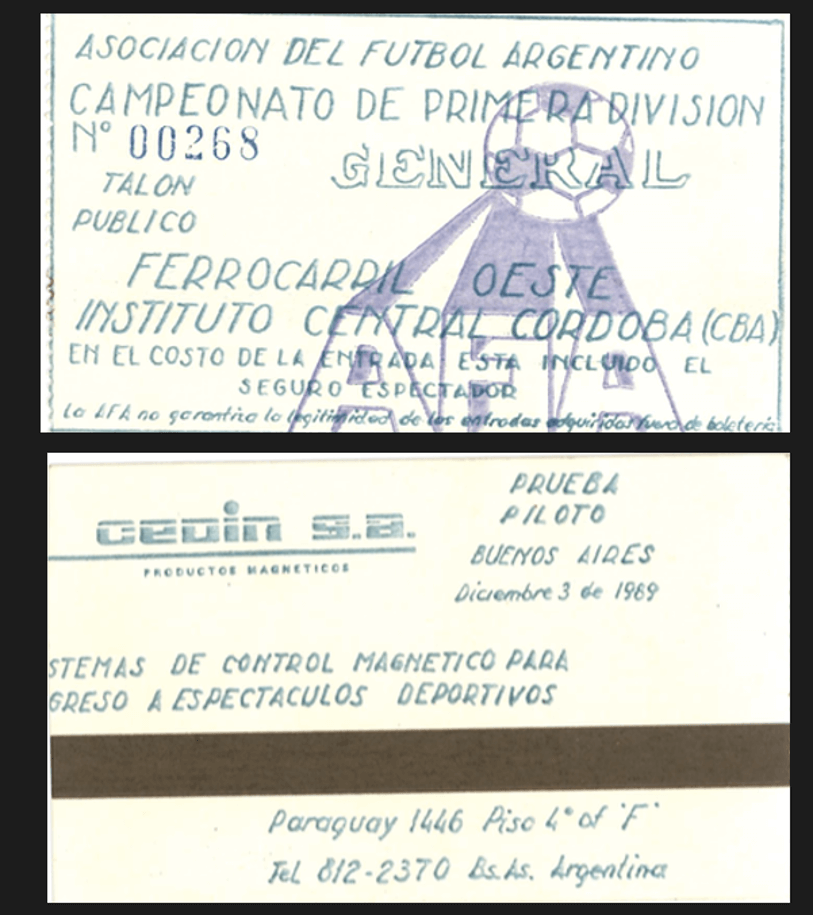 ASOCIACION DEL FUTBOL ARGENTINO
CAMPEONATO DE PRIMERA DIVISION
N° 00268
GENERAL
TALON
PUBLICO
FERROCARRIL OESTE
INSTITUTO CENTRAL CORDOBA (CBA)
EN EL COSTO DE LA ENTRADA ESTA INCLUIDO EL
SEGURO ESPECTADOR
La AFA no garantiza la legitimidad de las entradas adquiridas fuera de boleteria
AFA
PRUEBA
PILOTO
cedin s.a.
PRODUCTOS MAGNETICOS
BUENOS AIRES
Diciembre 3 de 1989
STEMAS DE CONTROL MAGNETICO PARA
GRESO A ESPECTACULOS DEPORTIVOS
Paraguay 1446 Piso 4° of "F"
Tel 812-2370 Bs.As. Argentina